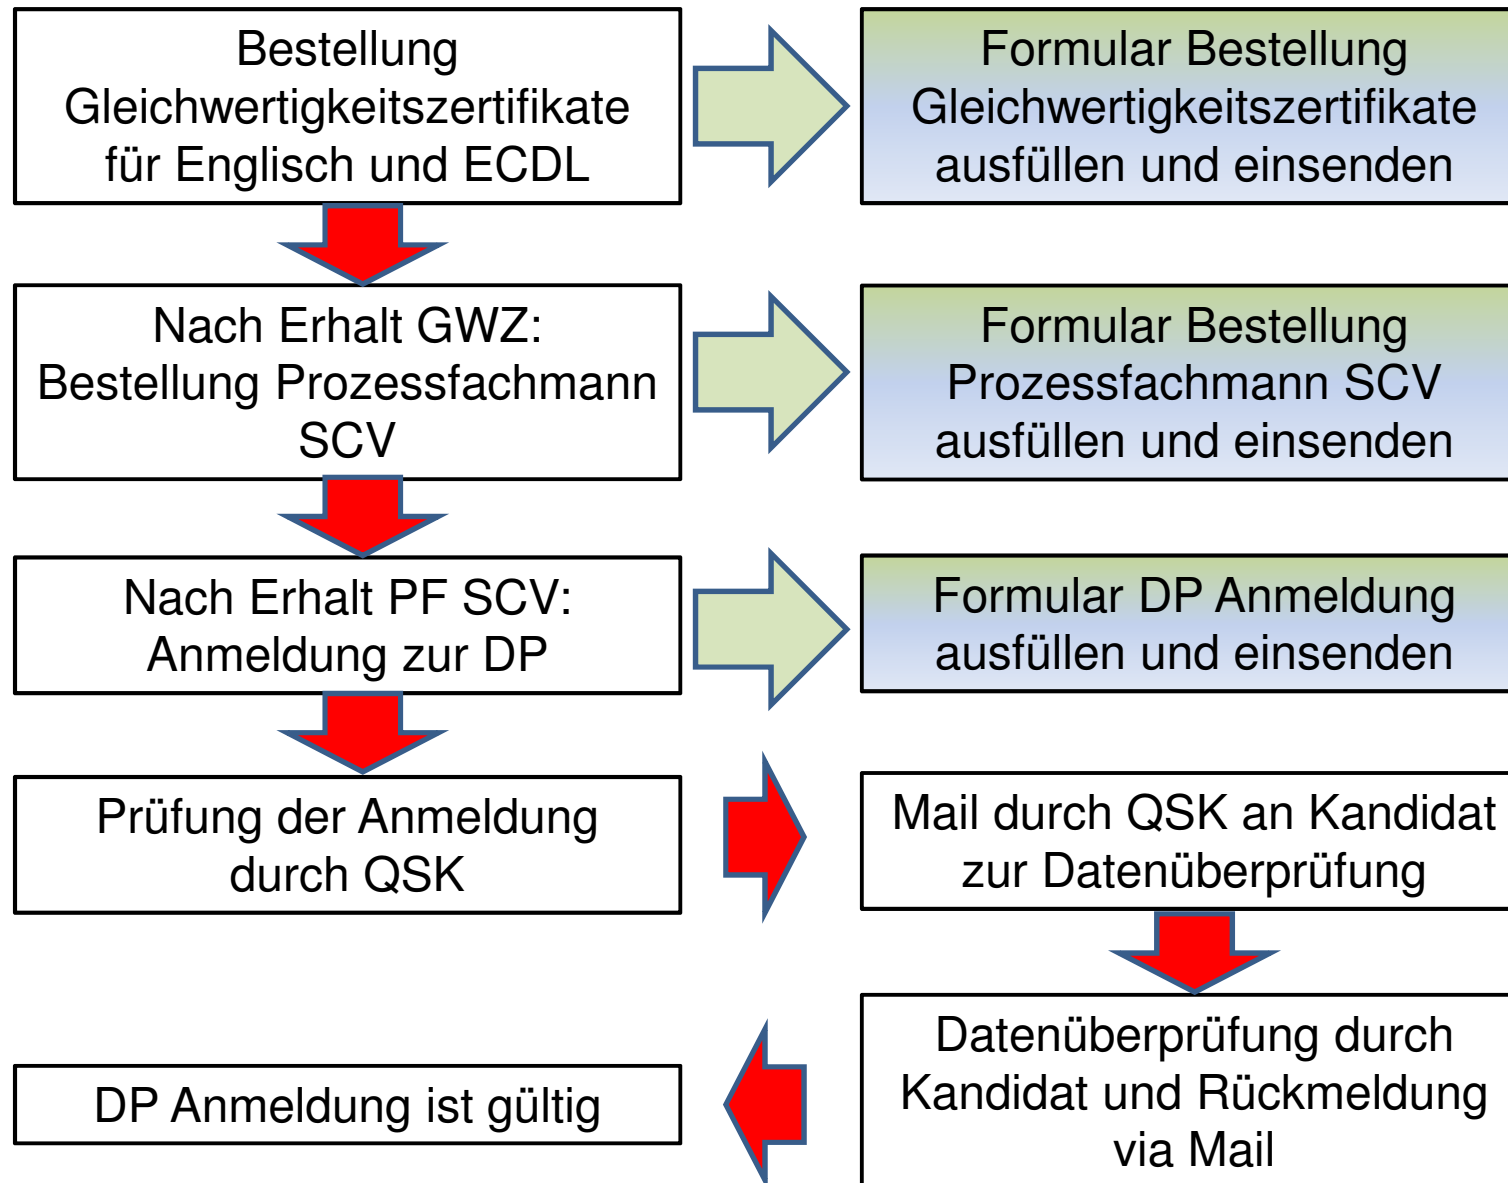 Bestellung
Gleichwertigkeitszertifikate
für Englisch und ECDL
Formular Bestellung
Gleichwertigkeitszertifikate
ausfüllen und einsenden
Nach Erhalt GWZ:
Bestellung Prozessfachmann
SCV
Formular Bestellung
Prozessfachmann SCV
ausfüllen und einsenden
Nach Erhalt PF SCV:
Anmeldung zur DP
Formular DP Anmeldung
ausfüllen und einsenden
Prüfung der Anmeldung
durch QSK
Mail durch QSK an Kandidat
zur Datenüberprüfung
Datenüberprüfung durch
Kandidat und Rückmeldung
via Mail
DP Anmeldung ist gültig